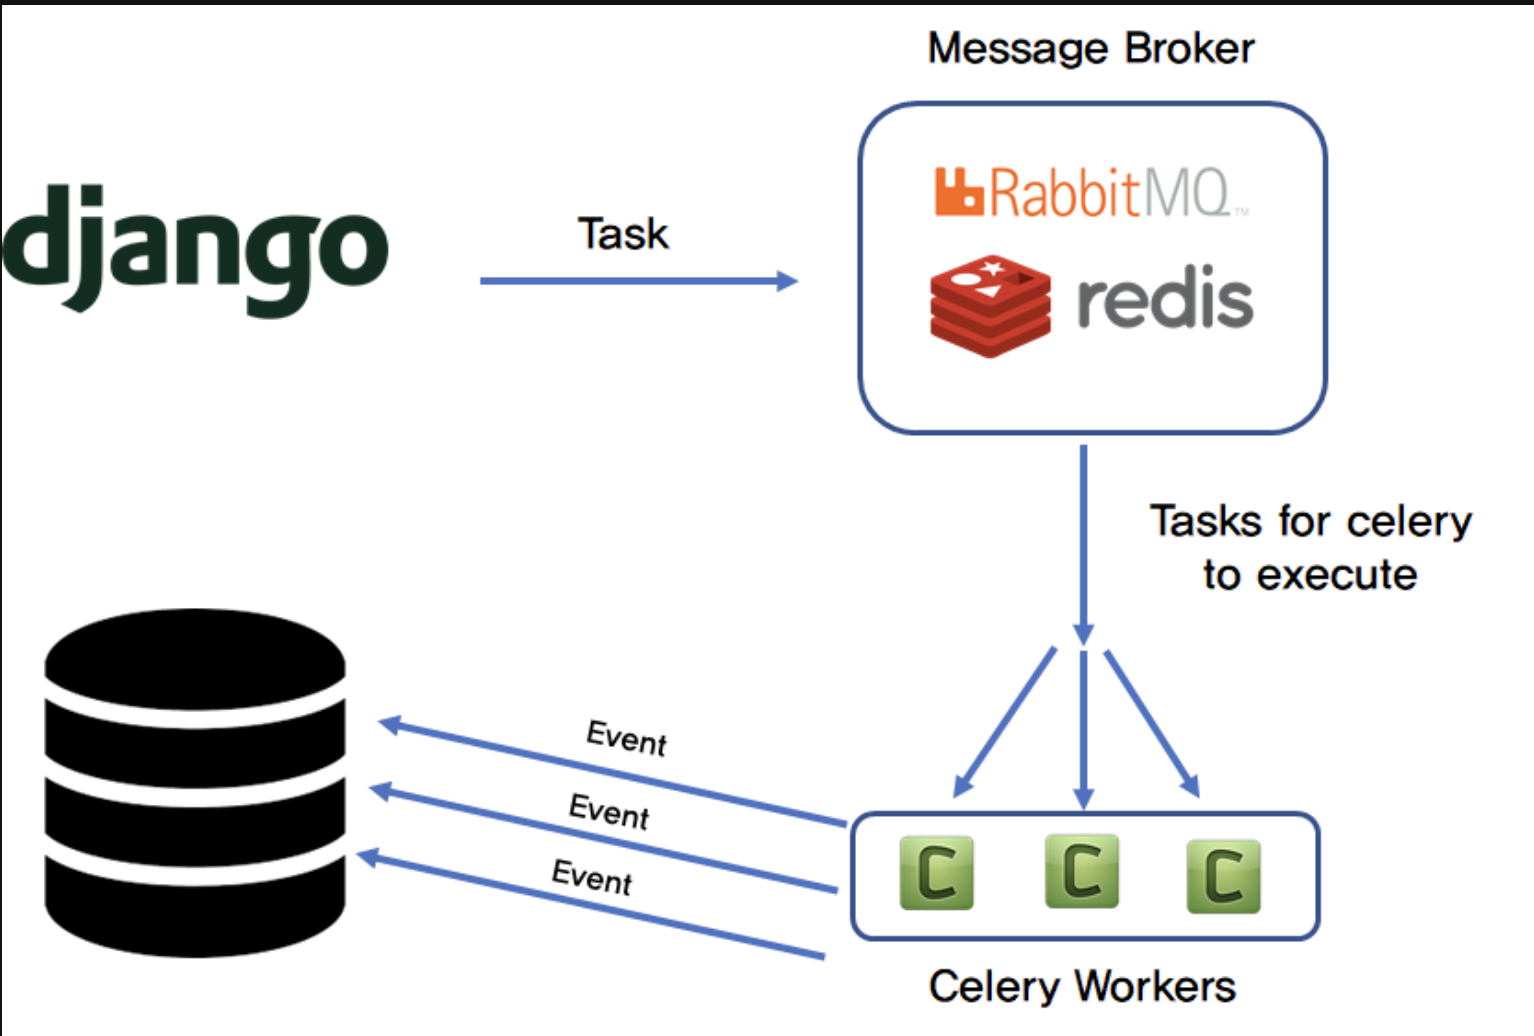 Message Broker
django
Task
RabbitMQ™
redis
Tasks for celery
to execute
Event
Event
Event
C C C
Celery Workers